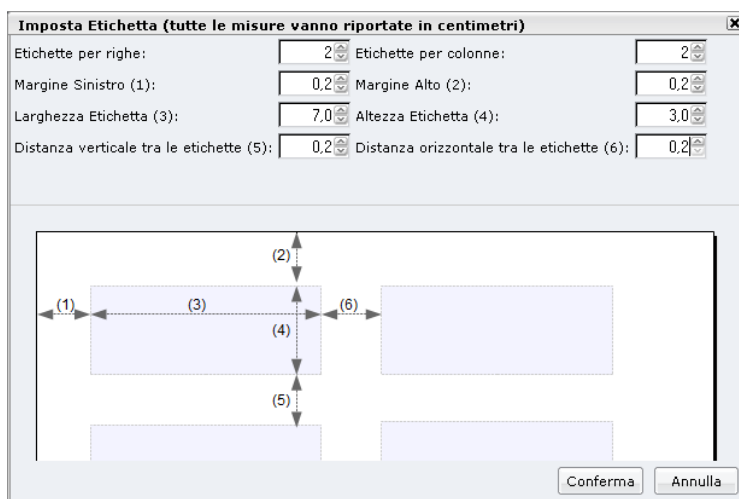 Imposta Etichetta (tutte le misure vanno riportate in centimetri)
Etichette per righe: 2 Etichette per colonne: 2
Margine Sinistro (1): 0,2 Margine Alto (2): 0,2
Larghezza Etichetta (3): 7,0 Altezza Etichetta (4): 3,0
Distanza verticale tra le etichette (5): 0,2 Distanza orizzontale tra le etichette (6): 0,2
(2)
(1) (3) (6)
(4)
(5)
Conferma Annulla